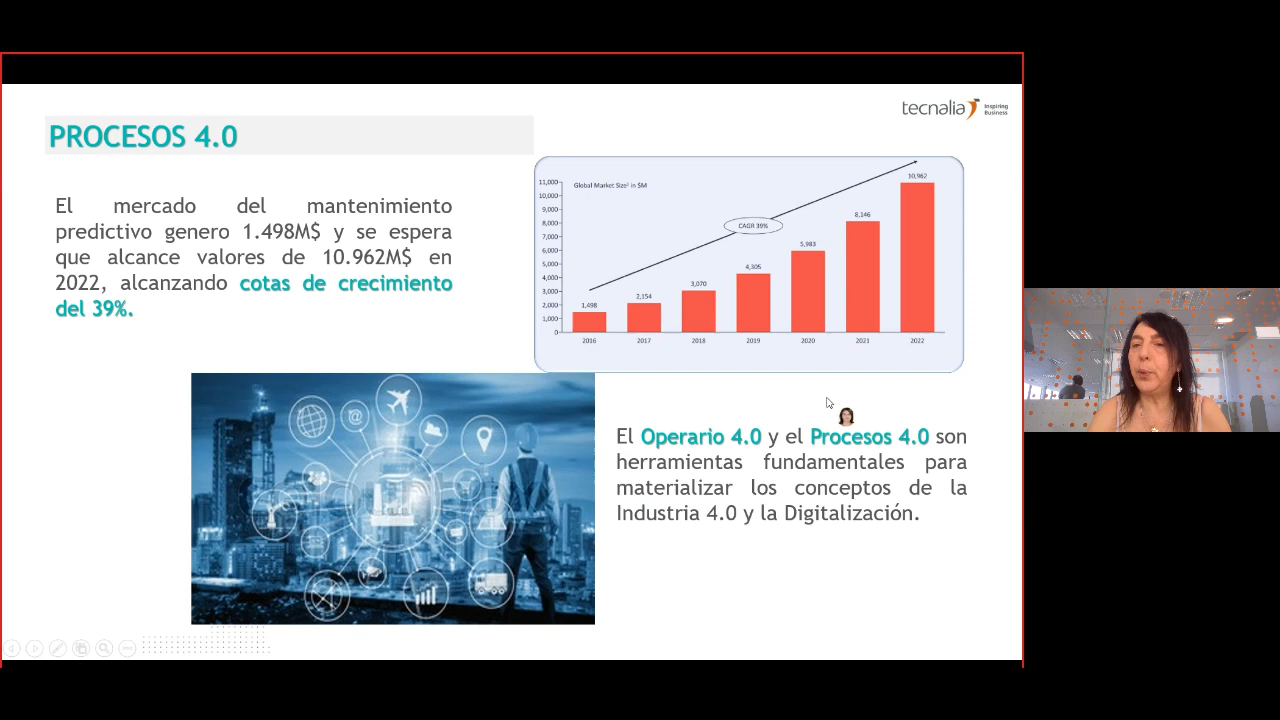 tecnalia Inspiring
Business
PROCESOS 4.0
El mercado del mantenimiento
predictivo genero 1.498M$ y se espera
que alcance valores de 10.962M$ en
2022, alcanzando cotas de crecimiento
del 39%.
Global Market Size¹ in $M
11,000
10,000
9,000
8,000
7,000
6,000
5,000
4,000
3,000
2,000
1,000
0
CAGR 39%
1,498
2,154
3,070
4,305
5,983
8,146
10,962
2016 2017 2018 2019 2020 2021 2022
El Operario 4.0 y el Procesos 4.0 son
herramientas fundamentales para
materializar los conceptos de la
Industria 4.0 y la Digitalización.